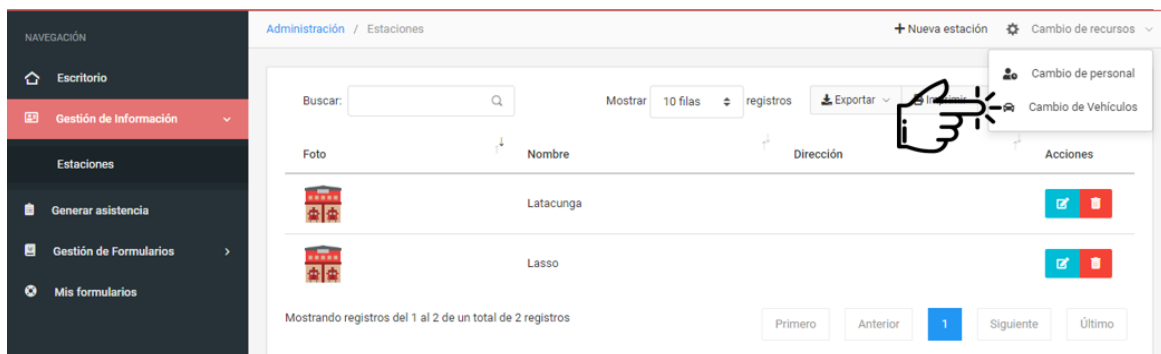 NAVEGACIÓN
Escritorio
Gestión de Información
Estaciones
Generar asistencia
Gestión de Formularios
Mis formularios
Administración / Estaciones
+ Nueva estación
Cambio de recursos
Cambio de personal
Cambio de Vehículos
Buscar:
Mostrar 10 filas registros
Exportar
Imprimir
Foto Nombre Dirección Acciones
Latacunga
Lasso
Mostrando registros del 1 al 2 de un total de 2 registros
Primero Anterior 1 Siguiente Último